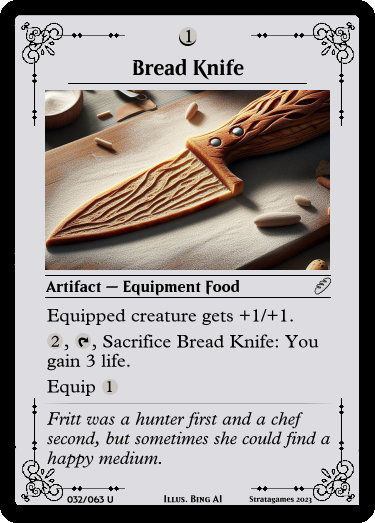 1
Bread Knife
Artifact — Equipment Food
Equipped creature gets +1/+1.
2, , Sacrifice Bread Knife: You
gain 3 life.
Equip 1
Fritt was a hunter first and a chef
second, but sometimes she could find a
happy medium.
032/063 U Illus. Bing AI Stratagames 2023